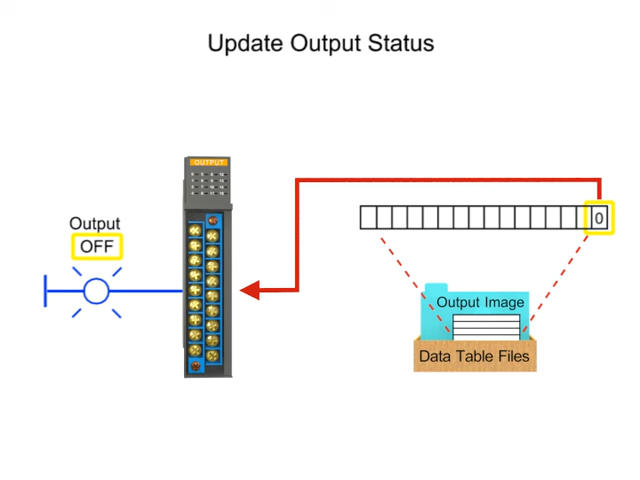 Update Output Status
OUTPUT
Output
OFF
0
Output Image
Data Table Files